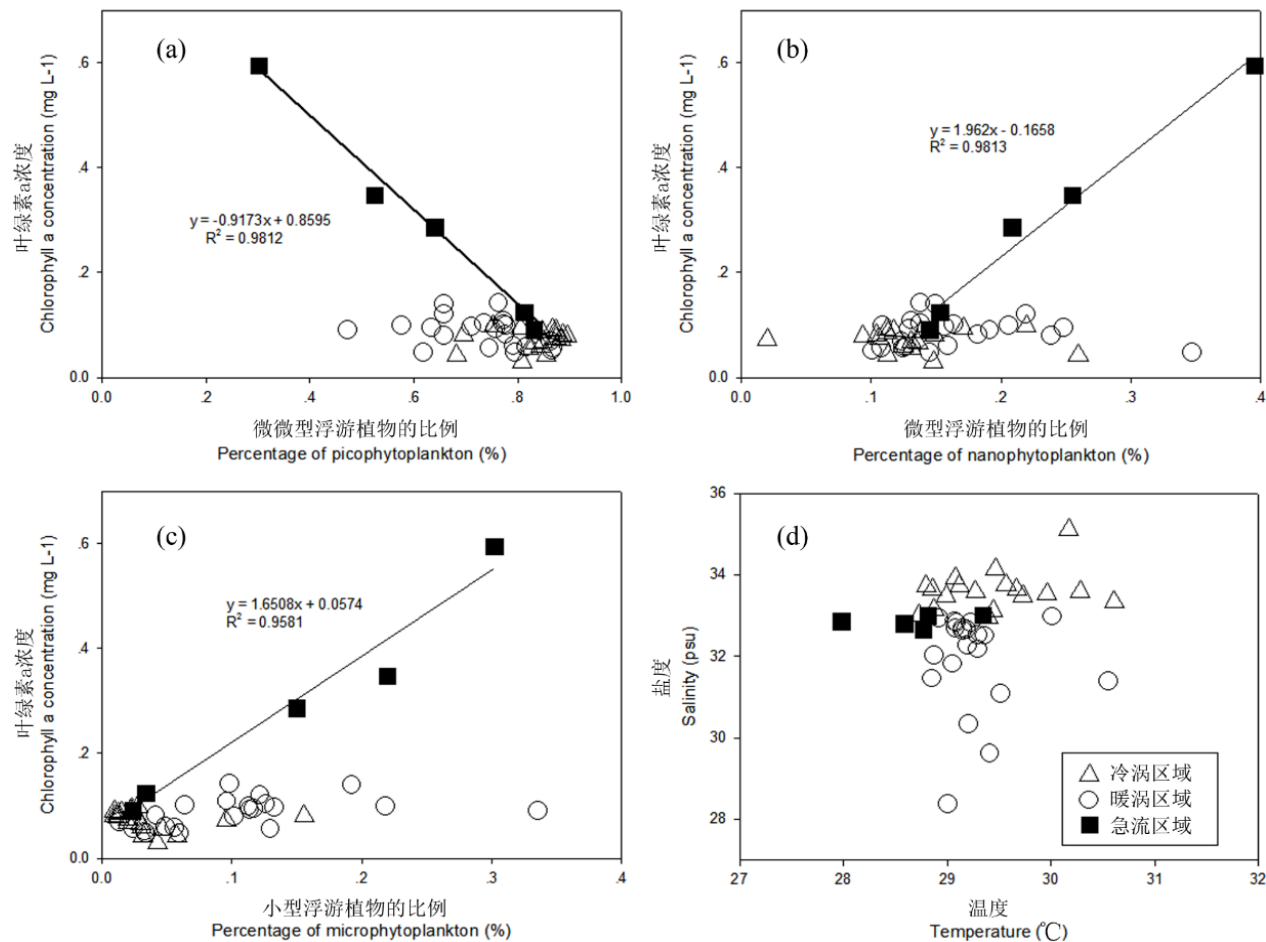 (a)
叶绿素a浓度
Chlorophyll a concentration (mg L-1)
.6
.4
.2
0.0
y = -0.9173x + 0.8595
R² = 0.9812
0.0 .2 .4 .6 .8 1.0
微微型浮游植物的比例
Percentage of picophytoplankton (%)
(b)
叶绿素a浓度
Chlorophyll a concentration (mg L-1)
.6
.4
.2
0.0
y = 1.962x - 0.1658
R² = 0.9813
0.0 .1 .2 .3 .4
微型浮游植物的比例
Percentage of nanophytoplankton (%)
(c)
叶绿素a浓度
Chlorophyll a concentration (mg L-1)
.6
.4
.2
0.0
y = 1.6508x + 0.0574
R² = 0.9581
0.0 .1 .2 .3 .4
小型浮游植物的比例
Percentage of microphytoplankton (%)
(d)
盐度
Salinity (psu)
36
34
32
30
28
冷涡区域
暖涡区域
急流区域
27 28 29 30 31 32
温度
Temperature (℃)